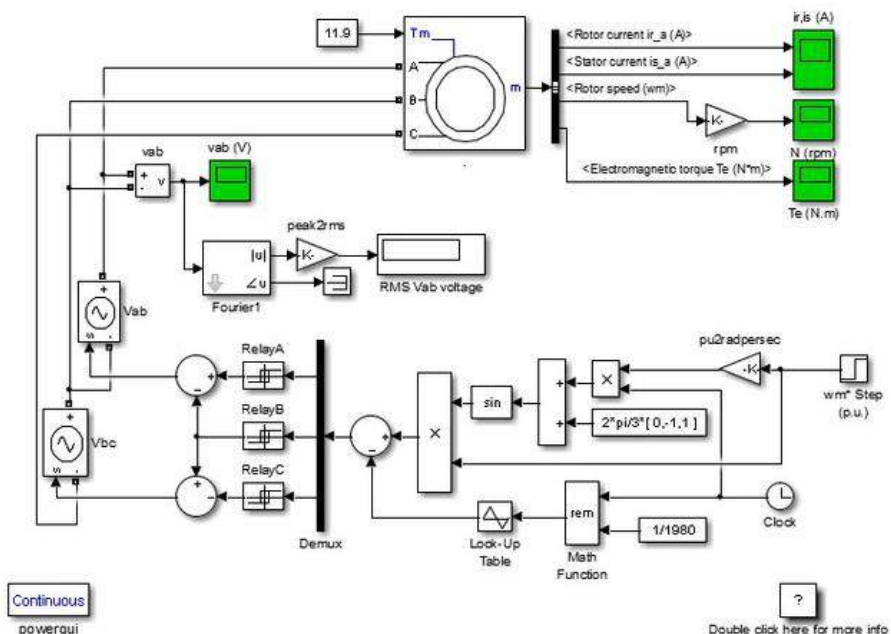 ir,is (A)
11.9
Tm
A
B
C
m
<Rotor current ir_a (A)>
<Stator current is_a (A)>
<Rotor speed (wm)>
-K-
rpm
N (rpm)
<Electromagnetic torque Te (N*m)>
Te (N.m)
vab
vab (V)
+
-
v
peak2rms
|u|
∠u
-K-
Fourier1
RMS Vab voltage
+
s
-
Vab
+
s
-
Vbc
RelayA
RelayB
RelayC
+
-
+
-
Demux
+
-
×
sin
+
+
×
pu2radpersec
-K-
wm* Step
(p.u.)
2*pi/3*[ 0,-1,1 ]
Clock
rem
1/1980
Look-Up
Table
Math
Function
Continuous
powergui
?
Double click here for more info